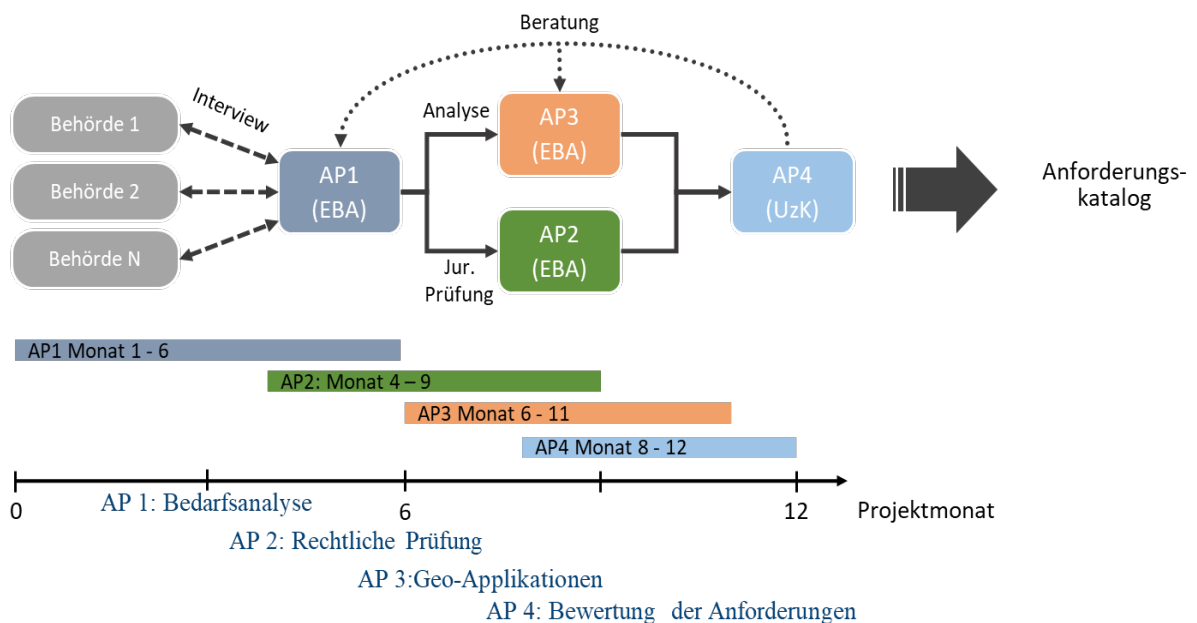 Beratung
Interview
Behörde 1
Behörde 2
Behörde N
AP1
(EBA)
Analyse
AP3
(EBA)
Jur.
Prüfung
AP2
(EBA)
AP4
(UzK)
Anforderungs-
katalog
AP1 Monat 1 - 6
AP2: Monat 4 – 9
AP3 Monat 6 - 11
AP4 Monat 8 - 12
0
6
12
Projektmonat
AP 1: Bedarfsanalyse
AP 2: Rechtliche Prüfung
AP 3:Geo-Applikationen
AP 4: Bewertung der Anforderungen